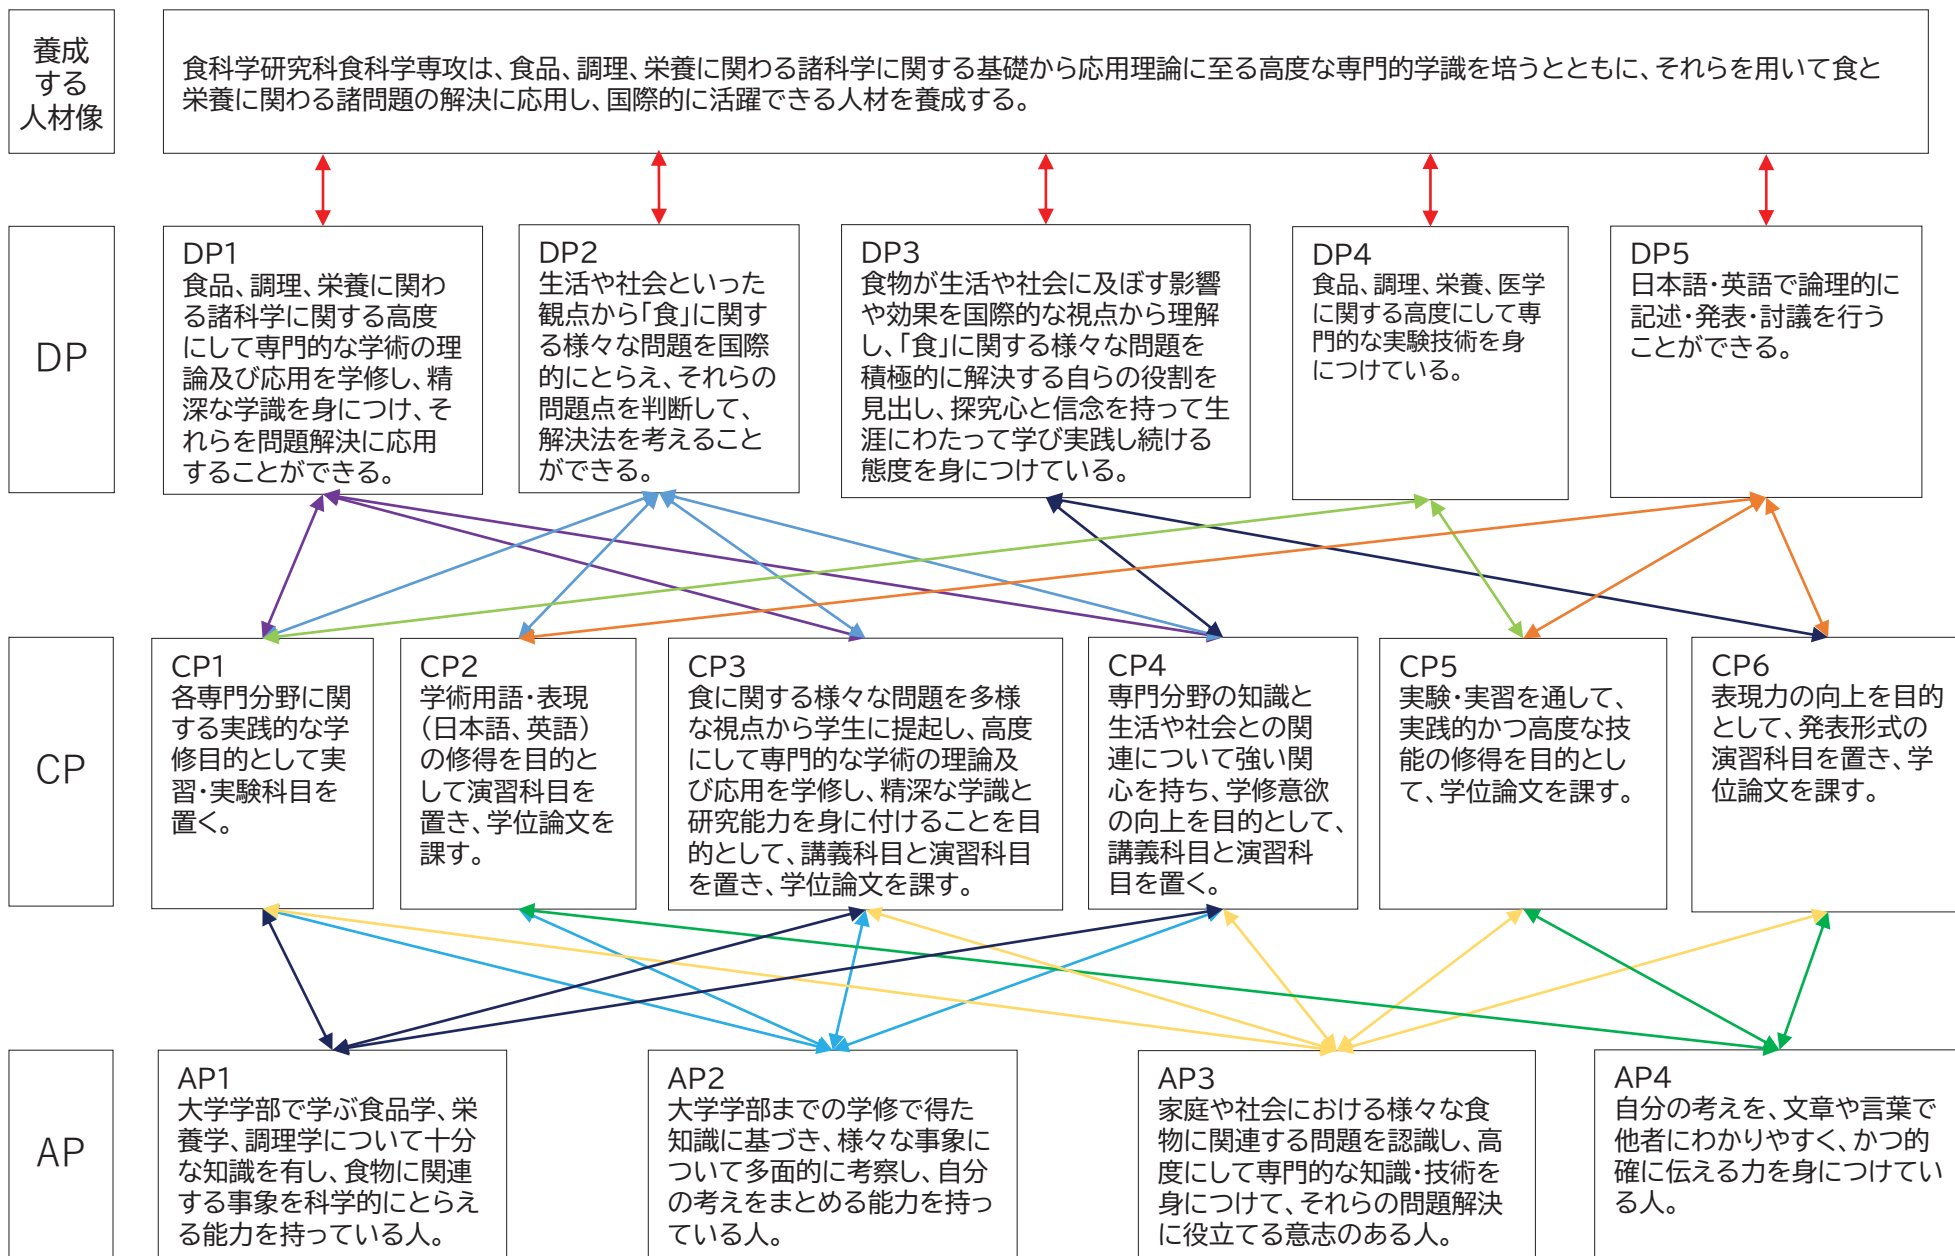 養成
する
人材像
食科学研究科食科学専攻は、食品、調理、栄養に関わる諸科学に関する基礎から応用理論に至る高度な専門的学識を培うとともに、それらを用いて食と
栄養に関わる諸問題の解決に応用し、国際的に活躍できる人材を養成する。
DP
DP1
食品、調理、栄養に関わ
る諸科学に関する高度
にして専門的な学術の理
論及び応用を学修し、精
深な学識を身につけ、そ
れらを問題解決に応用
することができる。
DP2
生活や社会といった
観点から「食」に関す
る様々な問題を国際
的にとらえ、それらの
問題点を判断して、
解決法を考えること
ができる。
DP3
食物が生活や社会に及ぼす影響
や効果を国際的な視点から理解
し、「食」に関する様々な問題を
積極的に解決する自らの役割を
見出し、探究心と信念を持って生
涯にわたって学び実践し続ける
態度を身につけている。
DP4
食品、調理、栄養、医学
に関する高度にして専
門的な実験技術を身
につけている。
DP5
日本語・英語で論理的に
記述・発表・討議を行う
ことができる。
CP
CP1
各専門分野に関
する実践的な学
修目的として実
習・実験科目を
置く。
CP2
学術用語・表現
（日本語、英語）
の修得を目的と
して演習科目を
置き、学位論文を
課す。
CP3
食に関する様々な問題を多様
な視点から学生に提起し、高度
にして専門的な学術の理論及
び応用を学修し、精深な学識と
研究能力を身に付けることを目
的として、講義科目と演習科目
を置き、学位論文を課す。
CP4
専門分野の知識と
生活や社会との関
連について強い関
心を持ち、学修意欲
の向上を目的として、
講義科目と演習科
目を置く。
CP5
実験・実習を通して、
実践的かつ高度な技
能の修得を目的とし
て、学位論文を課す。
CP6
表現力の向上を目的
として、発表形式の
演習科目を置き、学
位論文を課す。
AP
AP1
大学学部で学ぶ食品学、栄
養学、調理学について十分
な知識を有し、食物に関連
する事象を科学的にとらえ
る能力を持っている人。
AP2
大学学部までの学修で得た
知識に基づき、様々な事象に
ついて多面的に考察し、自分
の考えをまとめる能力を持っ
ている人。
AP3
家庭や社会における様々な食
物に関連する問題を認識し、高
度にして専門的な知識・技術を
身につけて、それらの問題解決
に役立てる意志のある人。
AP4
自分の考えを、文章や言葉で
他者にわかりやすく、かつ的
確に伝える力を身につけてい
る人。